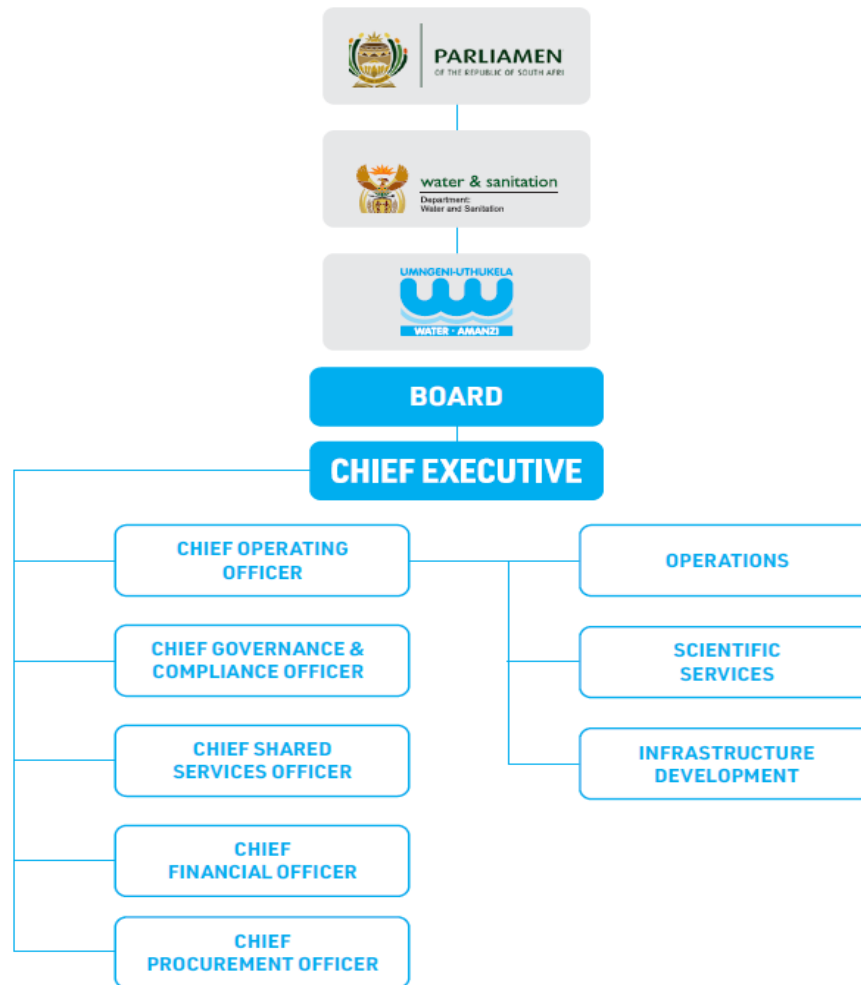 PARLIAMEN
OF THE REPUBLIC OF SOUTH AFRI
water & sanitation
Department:
Water and Sanitation
UMNGENI-UTHUKELA
WATER · AMANZI
BOARD
CHIEF EXECUTIVE
CHIEF OPERATING
OFFICER
OPERATIONS
CHIEF GOVERNANCE &
COMPLIANCE OFFICER
SCIENTIFIC
SERVICES
CHIEF SHARED
SERVICES OFFICER
INFRASTRUCTURE
DEVELOPMENT
CHIEF
FINANCIAL OFFICER
CHIEF
PROCUREMENT OFFICER